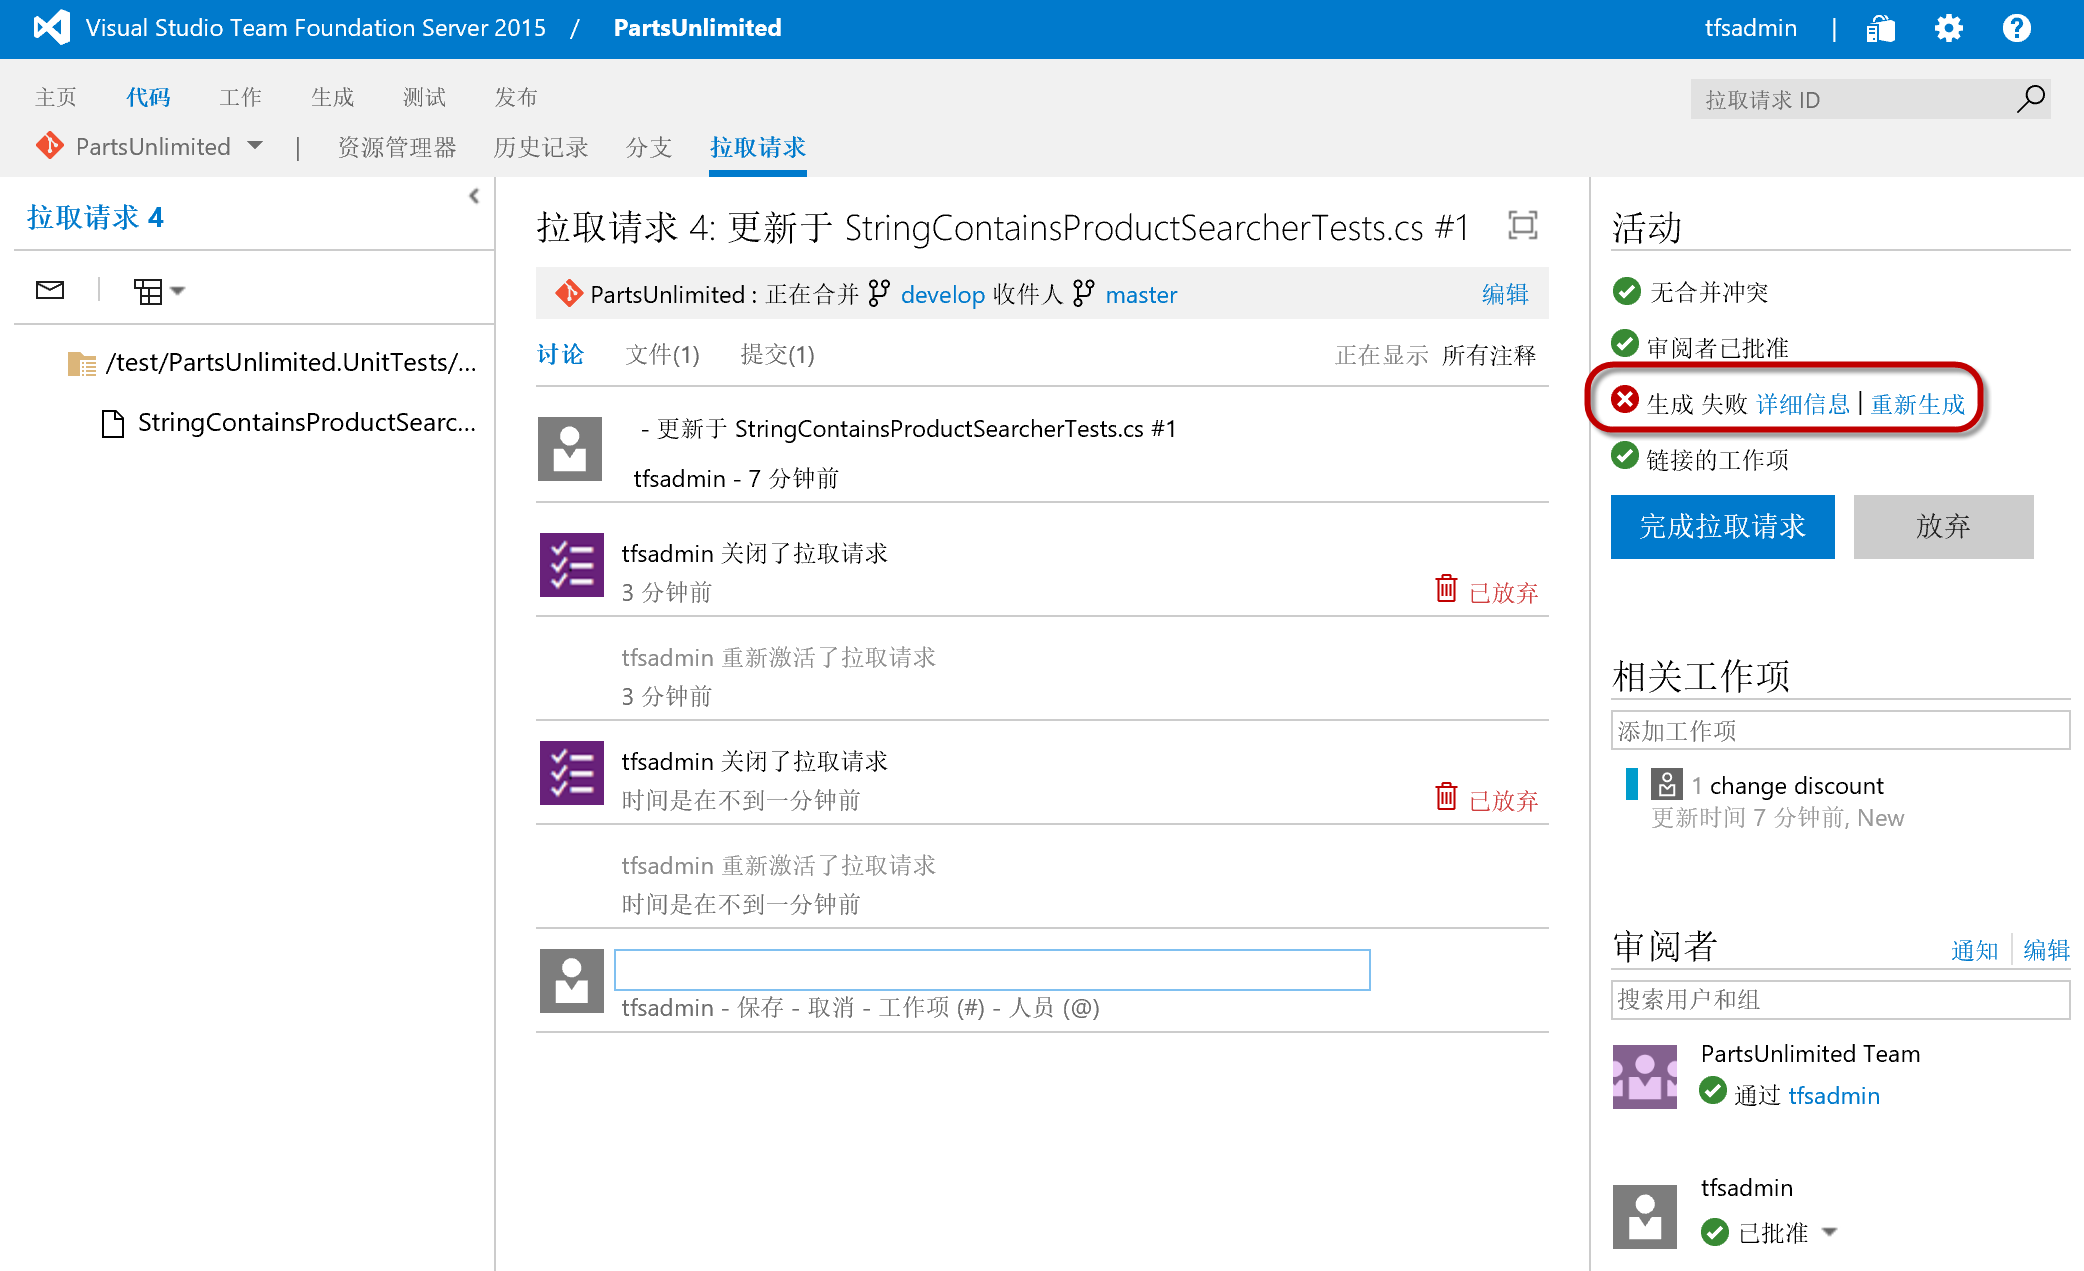 Visual Studio Team Foundation Server 2015 / PartsUnlimited
tfsadmin |
主页 代码 工作 生成 测试 发布
拉取请求 ID
PartsUnlimited | 资源管理器 历史记录 分支 拉取请求
拉取请求 4
/test/PartsUnlimited.UnitTests/...
StringContainsProductSearc...
拉取请求 4: 更新于 StringContainsProductSearcherTests.cs #1
PartsUnlimited : 正在合并 develop 收件人 master 编辑
讨论 文件(1) 提交(1) 正在显示 所有注释
- 更新于 StringContainsProductSearcherTests.cs #1
tfsadmin - 7 分钟前
tfsadmin 关闭了拉取请求
3 分钟前 已放弃
tfsadmin 重新激活了拉取请求
3 分钟前
tfsadmin 关闭了拉取请求
时间是在不到一分钟前 已放弃
tfsadmin 重新激活了拉取请求
时间是在不到一分钟前
tfsadmin - 保存 - 取消 - 工作项 (#) - 人员 (@)
活动
无合并冲突
审阅者已批准
生成 失败 详细信息 | 重新生成
链接的工作项
完成拉取请求 放弃
相关工作项
添加工作项
1 change discount
更新时间 7 分钟前, New
审阅者 通知 编辑
搜索用户和组
PartsUnlimited Team
通过 tfsadmin
tfsadmin
已批准